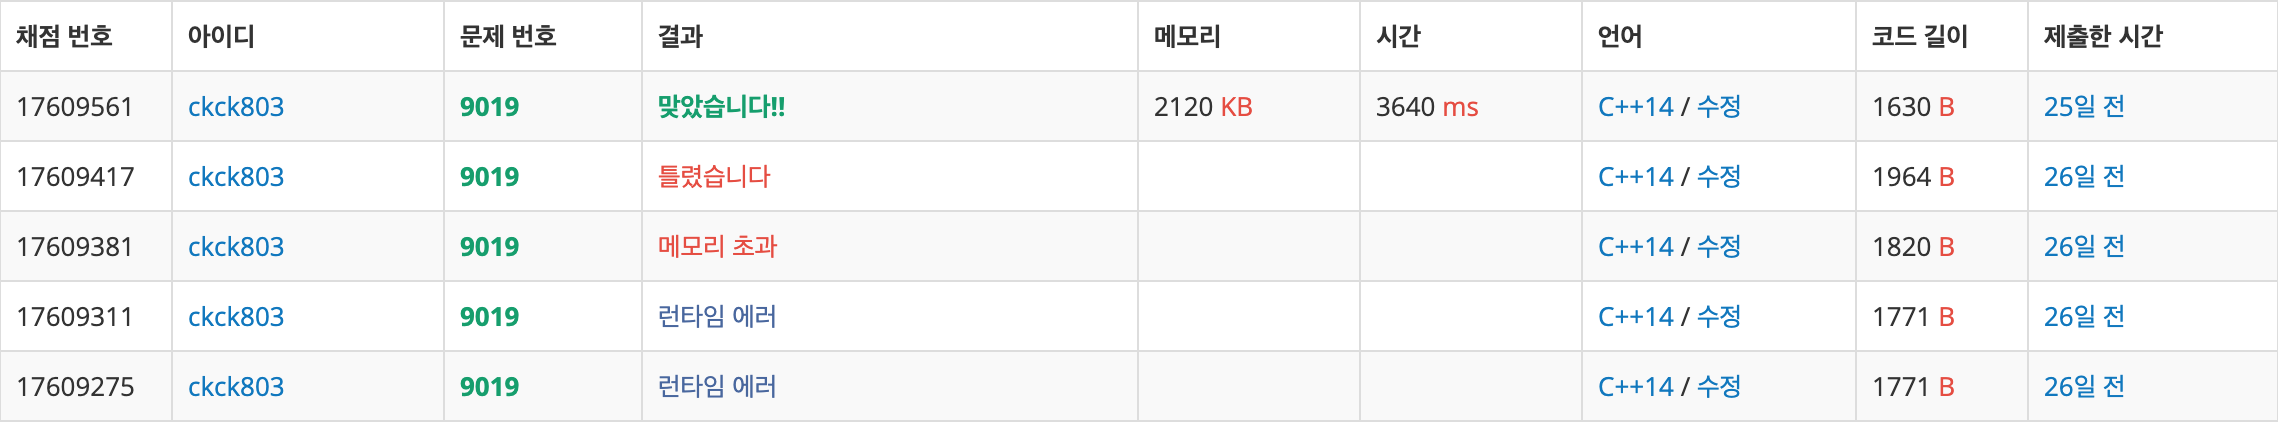 채점 번호 아이디 문제 번호 결과 메모리 시간 언어 코드 길이 제출한 시간
17609561 ckck803 9019 맞았습니다!! 2120 KB 3640 ms C++14 / 수정 1630 B 25일 전
17609417 ckck803 9019 틀렸습니다 C++14 / 수정 1964 B 26일 전
17609381 ckck803 9019 메모리 초과 C++14 / 수정 1820 B 26일 전
17609311 ckck803 9019 런타임 에러 C++14 / 수정 1771 B 26일 전
17609275 ckck803 9019 런타임 에러 C++14 / 수정 1771 B 26일 전